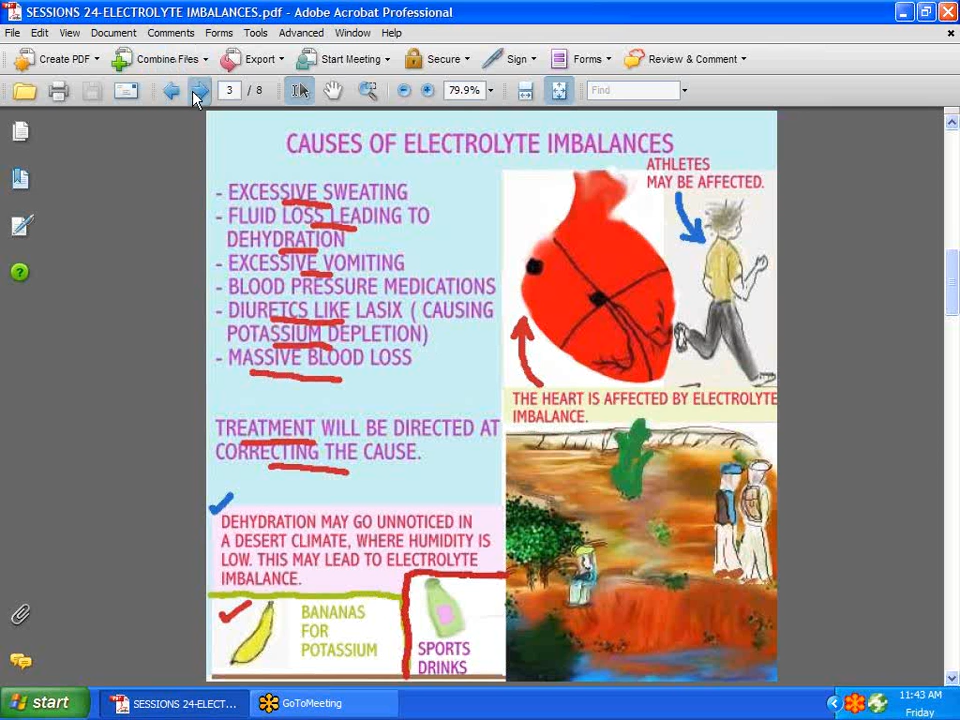 SESSIONS 24-ELECTROLYTE IMBALANCES.pdf - Adobe Acrobat Professional
File Edit View Document Comments Forms Tools Advanced Window Help
Create PDF Combine Files Export Start Meeting Secure Sign Forms Review & Comment
3 / 8 79.9% Find
CAUSES OF ELECTROLYTE IMBALANCES
- EXCESSIVE SWEATING
- FLUID LOSS LEADING TO
DEHYDRATION
- EXCESSIVE VOMITING
- BLOOD PRESSURE MEDICATIONS
- DIURETCS LIKE LASIX ( CAUSING
POTASSIUM DEPLETION)
- MASSIVE BLOOD LOSS
ATHLETES
MAY BE AFFECTED.
THE HEART IS AFFECTED BY ELECTROLYTE
IMBALANCE.
TREATMENT WILL BE DIRECTED AT
CORRECTING THE CAUSE.
DEHYDRATION MAY GO UNNOTICED IN
A DESERT CLIMATE, WHERE HUMIDITY IS
LOW. THIS MAY LEAD TO ELECTROLYTE
IMBALANCE.
BANANAS
FOR
POTASSIUM
SPORTS
DRINKS
start SESSIONS 24-ELECT... GoToMeeting 11:43 AM
Friday